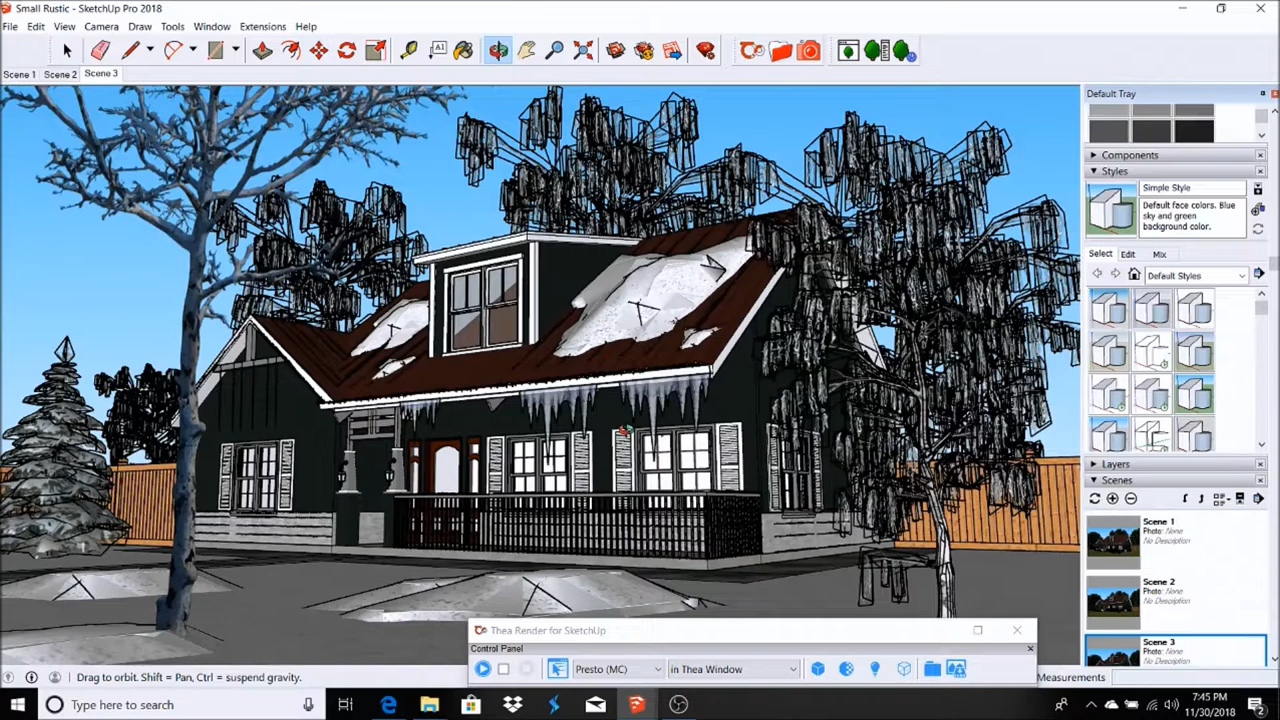 Small Rustic - SketchUp Pro 2018
File Edit View Camera Draw Tools Window Extensions Help
A1
Scene 1 Scene 2 Scene 3
Default Tray
Components
Styles
Simple Style
Default face colors. Blue
sky and green
background color.
Select Edit Mix
Default Styles
Layers
Scenes
Scene 1
Photo: None
No Description
Scene 2
Photo: None
No Description
Scene 3
Photo: None
No Description
Thea Render for SketchUp
Control Panel
Presto (MC)
in Thea Window
Drag to orbit. Shift = Pan, Ctrl = suspend gravity.
Measurements
Type here to search
7:45 PM
11/30/2018
2